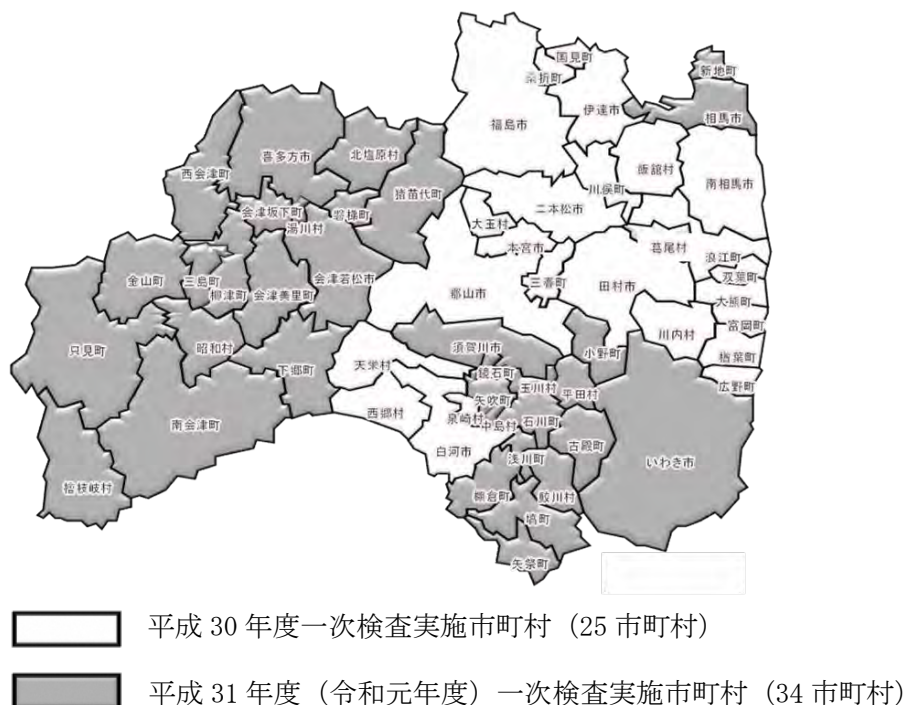 国見町
桑折町
新地町
伊達市
相馬市
福島市
喜多方市
北塩原村
飯舘村
西会津町
南相馬市
川俣町
猪苗代町
二本松市
会津坂下町
磐梯町
大玉村
湯川村
本宮市
葛尾村
浪江町
双葉町
会津若松市
三春町
金山町
三島町
田村市
柳津町
会津美里町
郡山市
大熊町
富岡町
川内村
只見町
昭和村
須賀川市
小野町
楢葉町
下郷町
天栄村
鏡石町
玉川村
平田村
広野町
矢吹町
西郷村
泉崎村
中島村
石川町
南会津町
古殿町
白河市
浅川町
いわき市
檜枝岐村
棚倉町
鮫川村
塙町
矢祭町
平成 30 年度一次検査実施市町村（25 市町村）
平成 31 年度（令和元年度）一次検査実施市町村（34 市町村）